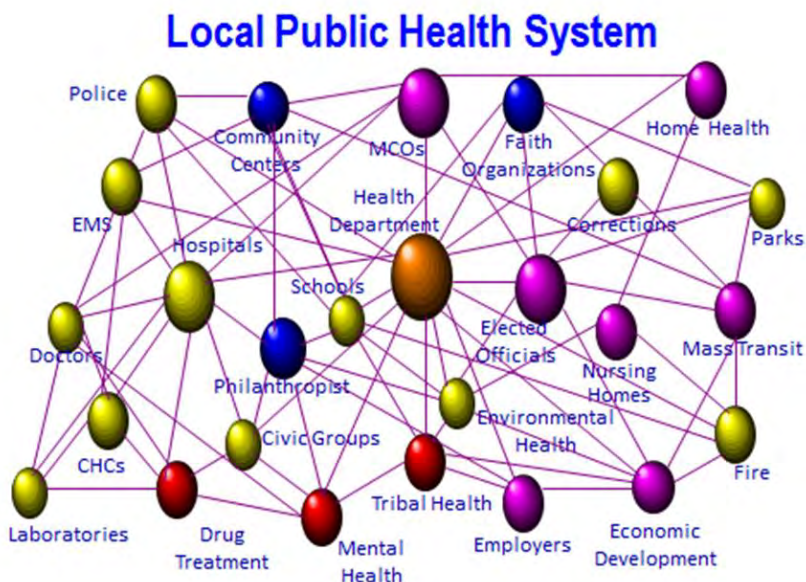 Local Public Health System
Police
Community
Centers
MCOs
Faith
Organizations
Home Health
EMS
Hospitals
Health
Department
Corrections
Parks
Schools
Doctors
Philanthropist
Elected
Officials
Nursing
Homes
Mass Transit
CHCs
Civic Groups
Environmental
Health
Fire
Laboratories
Drug
Treatment
Mental
Health
Tribal Health
Employers
Economic
Development